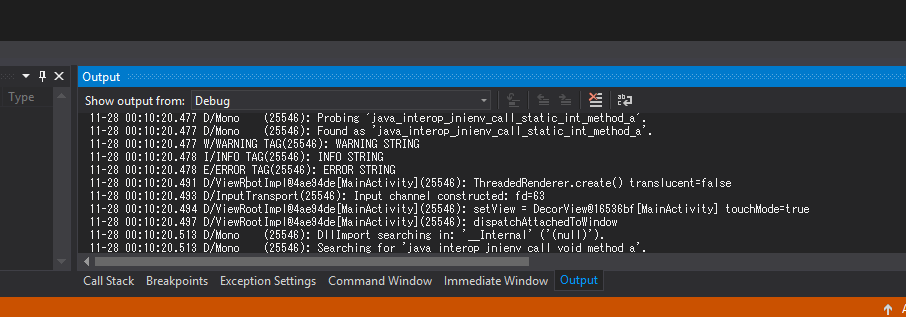 Output
Type
Show output from: Debug
11-28 00:10:20.477 D/Mono    (25546): Probing 'java_interop_jnienv_call_static_int_method_a'.
11-28 00:10:20.477 D/Mono    (25546): Found as 'java_interop_jnienv_call_static_int_method_a'.
11-28 00:10:20.477 W/WARNING TAG(25546): WARNING STRING
11-28 00:10:20.478 I/INFO TAG(25546): INFO STRING
11-28 00:10:20.478 E/ERROR TAG(25546): ERROR STRING
11-28 00:10:20.491 D/ViewRootImpl@4ae94de[MainActivity](25546): ThreadedRenderer.create() translucent=false
11-28 00:10:20.493 D/InputTransport(25546): Input channel constructed: fd=63
11-28 00:10:20.494 D/ViewRootImpl@4ae94de[MainActivity](25546): setView = DecorView@16536bf[MainActivity] touchMode=true
11-28 00:10:20.497 D/ViewRootImpl@4ae94de[MainActivity](25546): dispatchAttachedToWindow
11-28 00:10:20.513 D/Mono    (25546): DllImport searching in: '__Internal' ('(null)').
11-28 00:10:20.513 D/Mono    (25546): Searching for 'java_interop_jnienv_call_void_method_a'.
Call Stack Breakpoints Exception Settings Command Window Immediate Window Output